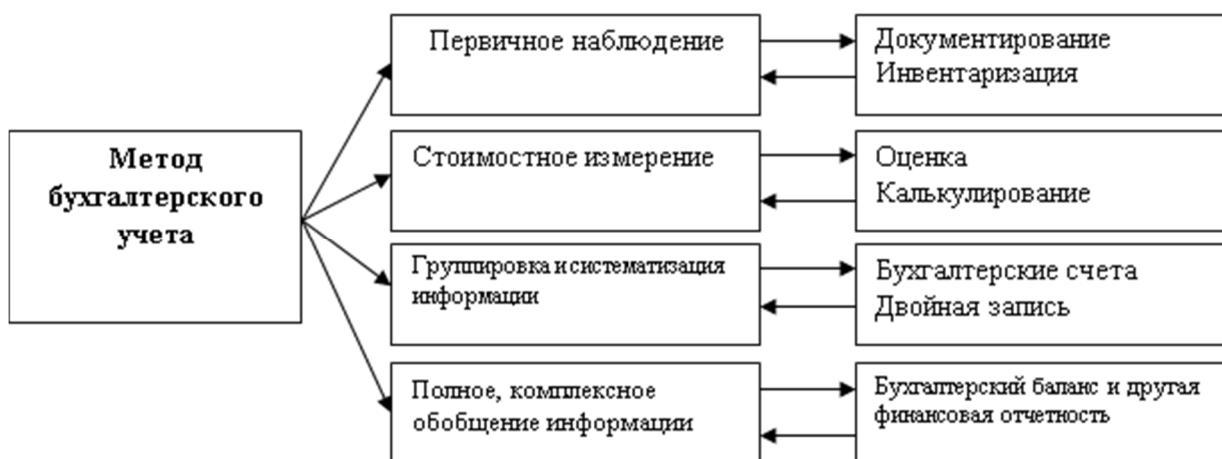 Метод
бухгалтерского
учета
Первичное наблюдение
Документирование
Инвентаризация
Стоимостное измерение
Оценка
Калькулирование
Группировка и систематизация
информации
Бухгалтерские счета
Двойная запись
Полное, комплексное
обобщение информации
Бухгалтерский баланс и другая
финансовая отчетность